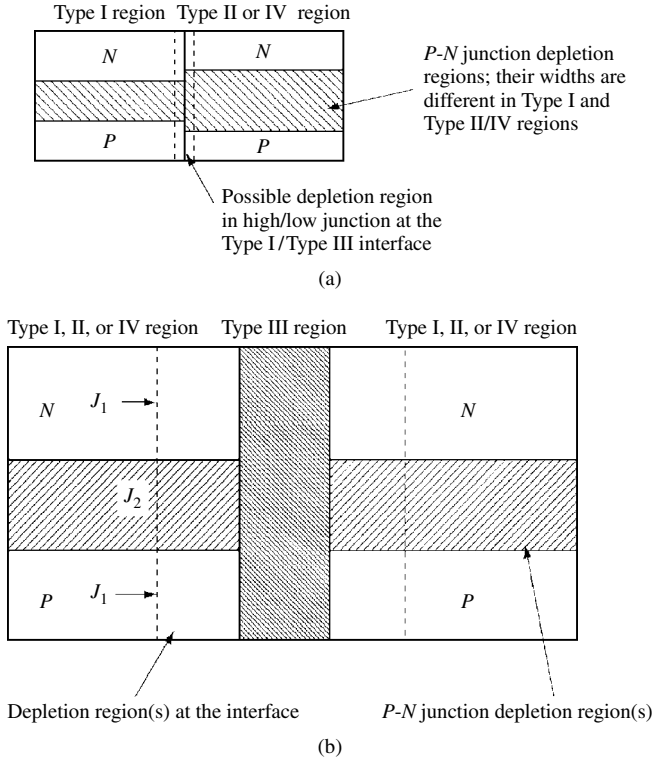 Type I region
Type II or IV region
N
N
P
P
P-N junction depletion
regions; their widths are
different in Type I and
Type II/IV regions
Possible depletion region
in high/low junction at the
Type I/Type III interface
(a)
Type I, II, or IV region
Type III region
Type I, II, or IV region
N
J1
N
J2
P
J1
P
Depletion region(s) at the interface
P-N junction depletion region(s)
(b)